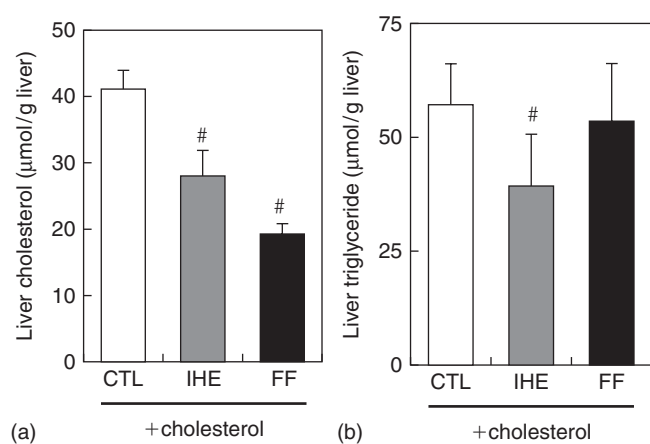 50
40
30
20
10
0
Liver cholesterol (μmol/g liver)
#
#
CTL IHE FF
+cholesterol
(a)
75
50
25
0
Liver triglyceride (μmol/g liver)
#
CTL IHE FF
+cholesterol
(b)